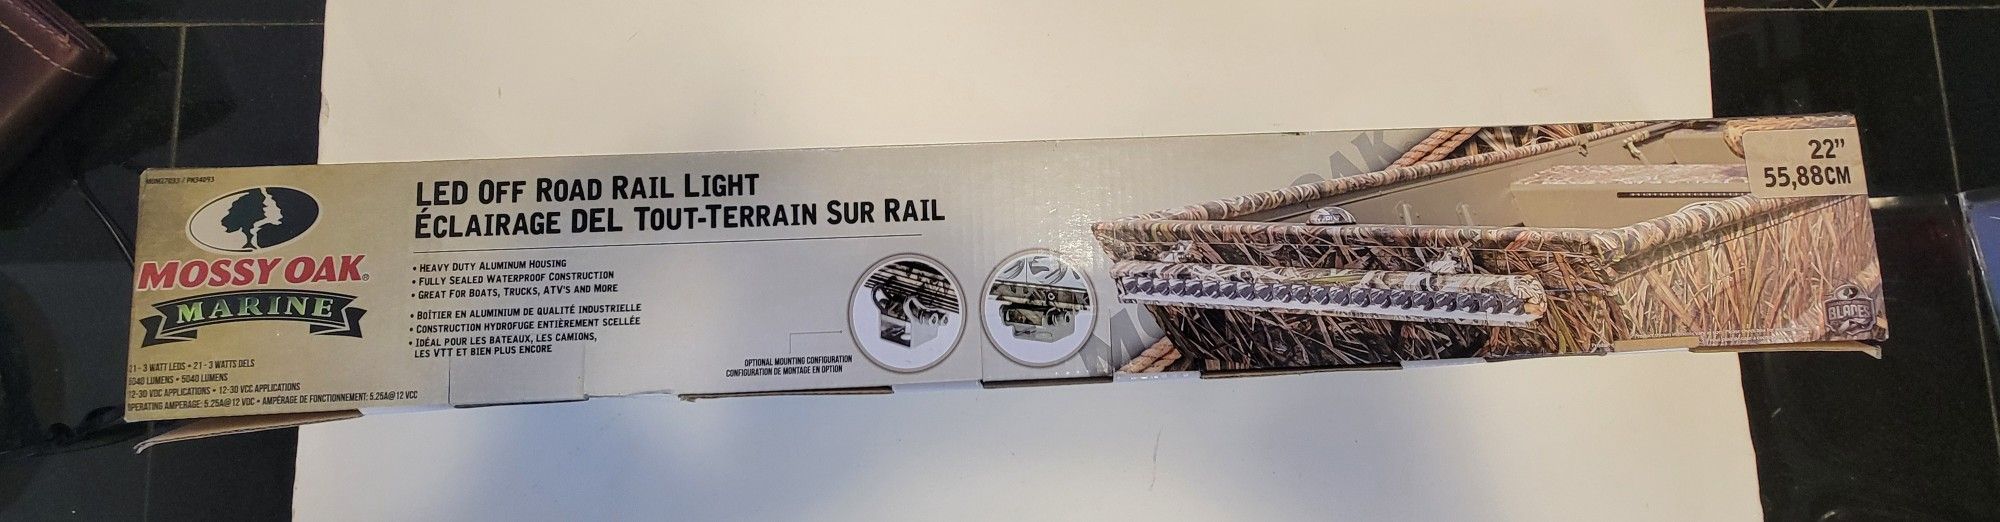 MOM27033 / PN34093
MOSSY OAK®
MARINE
21 - 3 WATT LEDS • 21 - 3 WATTS DELS
5040 LUMENS • 5040 LUMENS
12-30 VDC APPLICATIONS • 12-30 VCC APPLICATIONS
OPERATING AMPERAGE: 5.25A@12 VDC • AMPÉRAGE DE FONCTIONNEMENT: 5.25A@12 VCC
LED OFF ROAD RAIL LIGHT
ÉCLAIRAGE DEL TOUT-TERRAIN SUR RAIL
• HEAVY DUTY ALUMINUM HOUSING
• FULLY SEALED WATERPROOF CONSTRUCTION
• GREAT FOR BOATS, TRUCKS, ATV'S AND MORE
• BOÎTIER EN ALUMINIUM DE QUALITÉ INDUSTRIELLE
• CONSTRUCTION HYDROFUGE ENTIÈREMENT SCELLÉE
• IDÉAL POUR LES BATEAUX, LES CAMIONS,
LES VTT ET BIEN PLUS ENCORE
OPTIONAL MOUNTING CONFIGURATION
CONFIGURATION DE MONTAGE EN OPTION
MOSSY OAK
22"
55,88CM
BLADES